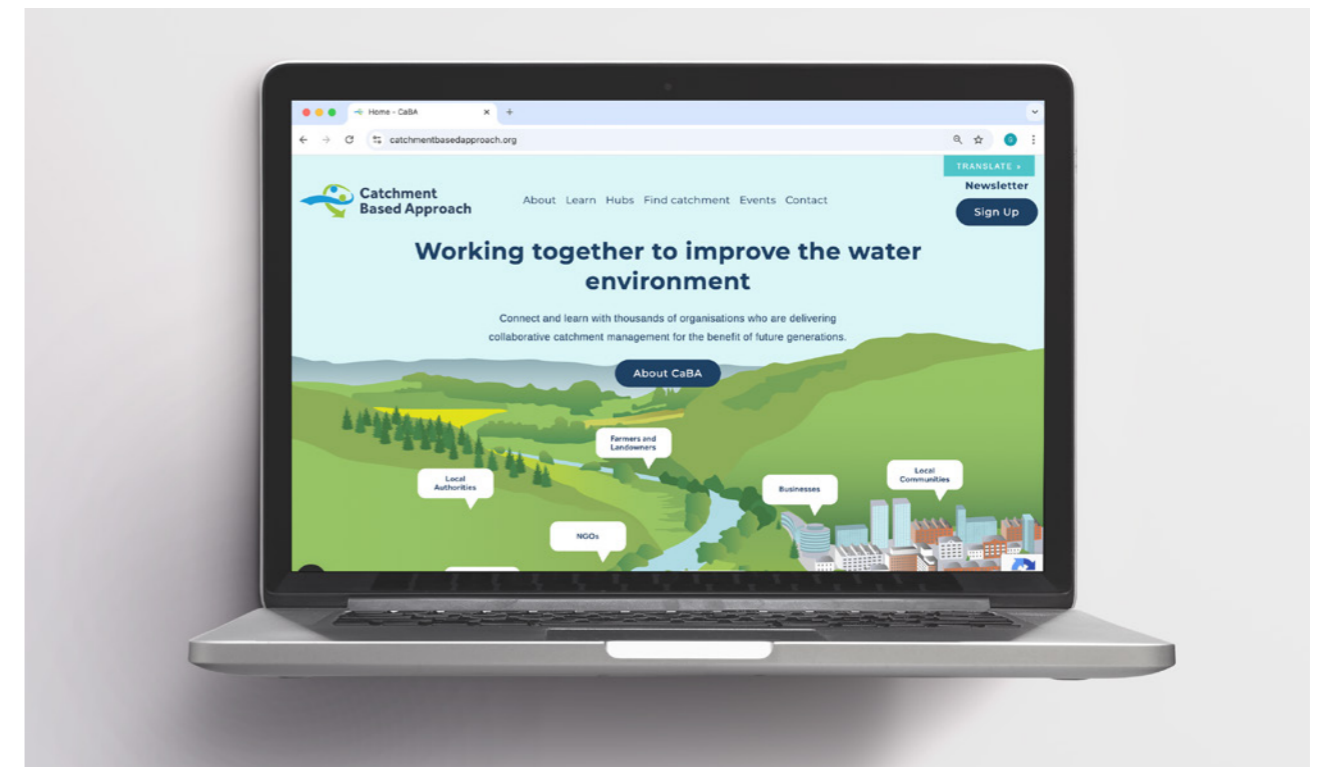 Home - CaBA
catchmentbasedapproach.org
TRANSLATE »
Newsletter
Sign Up
Catchment
Based Approach
About Learn Hubs Find catchment Events Contact
Working together to improve the water
environment
Connect and learn with thousands of organisations who are delivering
collaborative catchment management for the benefit of future generations.
About CaBA
Farmers and
Landowners
Local
Authorities
Local
Communities
Businesses
NGOs